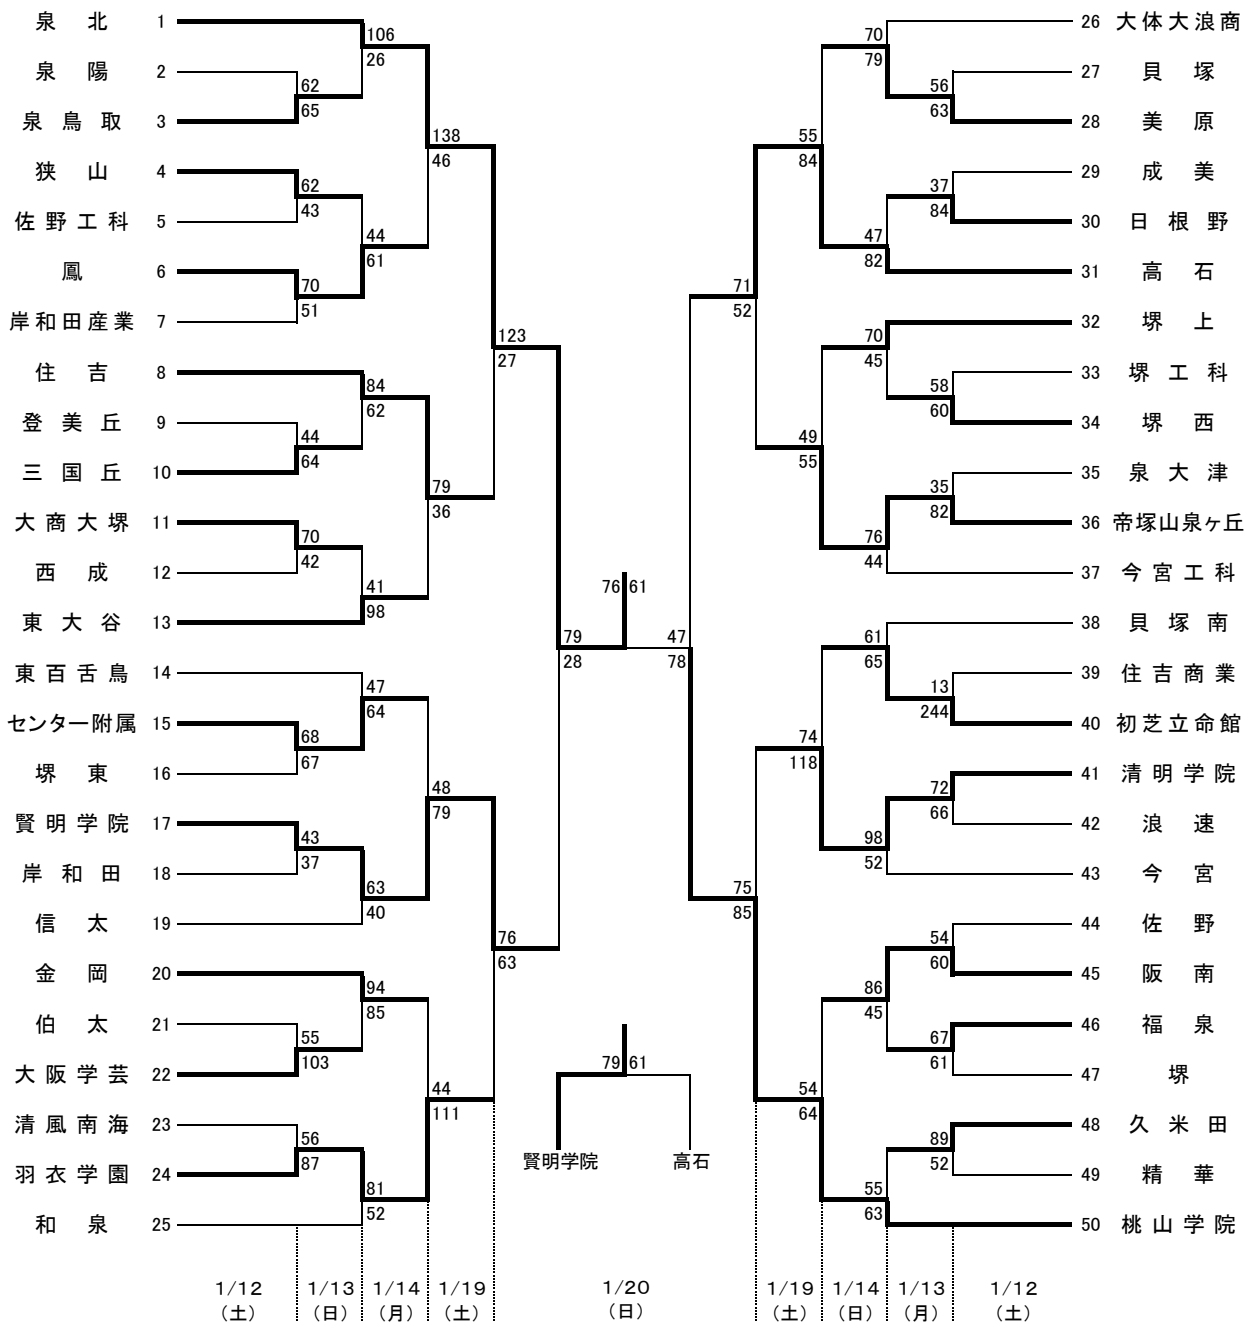 泉 北 1
泉 陽 2
泉 鳥 取 3
狭 山 4
佐 野 工 科 5
鳳 6
岸和田産業 7
住 吉 8
登 美 丘 9
三 国 丘 10
大 商 大 堺 11
西 成 12
東 大 谷 13
東 百 舌 鳥 14
センター附属 15
堺 東 16
賢 明 学 院 17
岸 和 田 18
信 太 19
金 岡 20
伯 太 21
大 阪 学 芸 22
清 風 南 海 23
羽 衣 学 園 24
和 泉 25
62
65
62
43
70
51
44
64
70
42
68
67
43
37
55
103
56
87
106
26
44
61
84
62
41
98
47
64
63
40
94
85
81
52
138
46
79
36
48
79
44
111
123
27
76
63
79
28
76 61
47
78
79 61
賢明学院 高石
71
52
75
85
55
84
49
55
74
118
54
64
70
79
47
82
70
45
76
44
61
65
98
52
86
45
55
63
56
63
37
84
58
60
35
82
13
244
72
66
54
60
67
61
89
52
26 大体大浪商
27 貝 塚
28 美 原
29 成 美
30 日 根 野
31 高 石
32 堺 上
33 堺 工 科
34 堺 西
35 泉 大 津
36 帝塚山泉ヶ丘
37 今 宮 工 科
38 貝 塚 南
39 住 吉 商 業
40 初芝立命館
41 清 明 学 院
42 浪 速
43 今 宮
44 佐 野
45 阪 南
46 福 泉
47 堺
48 久 米 田
49 精 華
50 桃 山 学 院
1/12 1/13 1/14 1/19 1/20 1/19 1/14 1/13 1/12
(土) (日) (月) (土) (日) (土) (日) (月) (土)